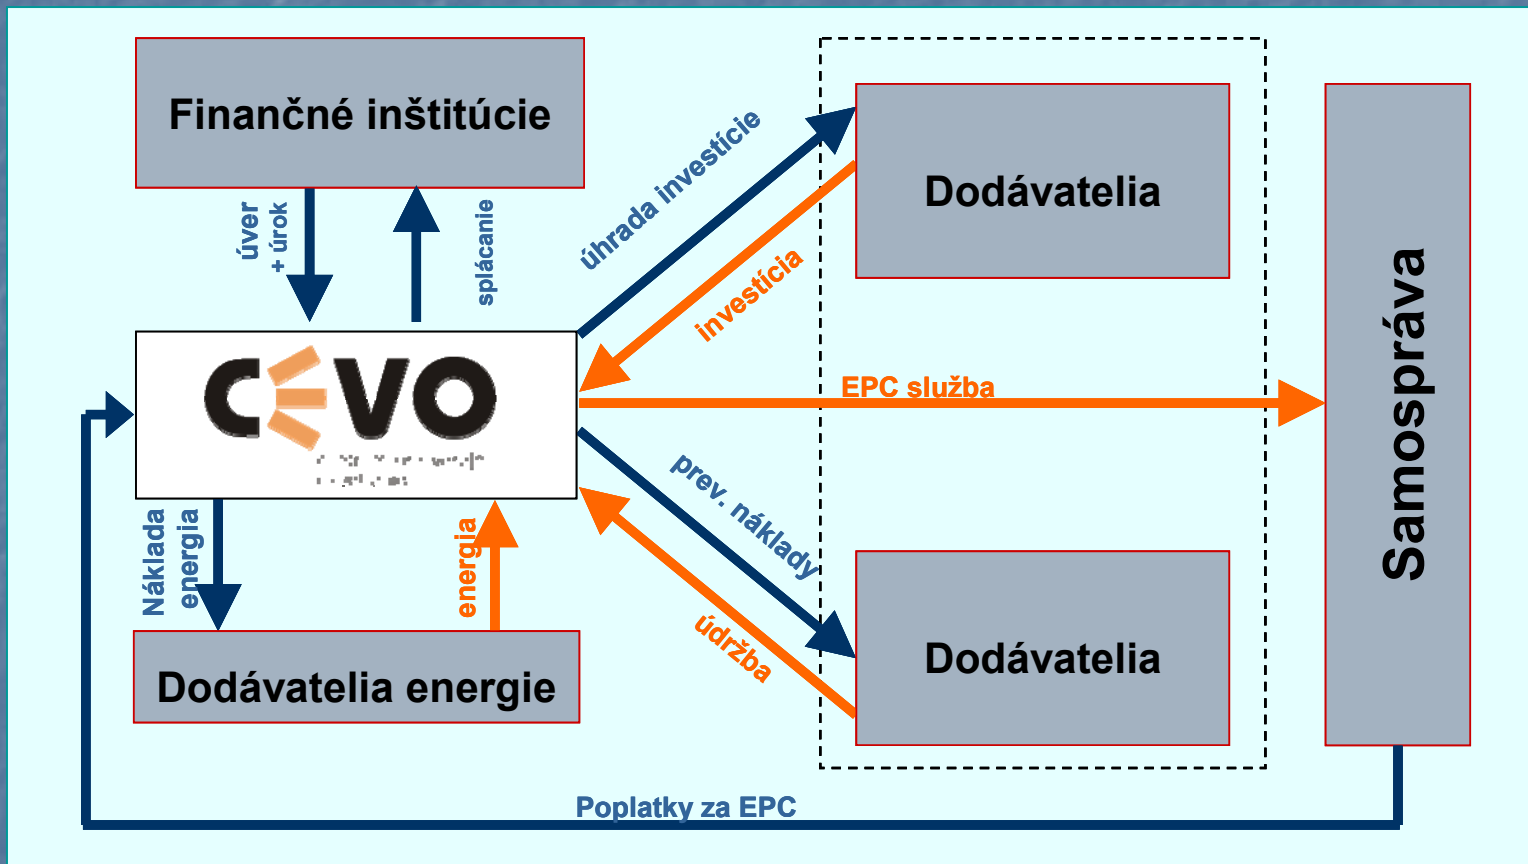 Finančné inštitúcie
úver
+ úrok
splácanie
úhrada investície
investícia
Dodávatelia
CEVO
EPC služba
Samospráva
prev. náklady
údržba
Dodávatelia
Náklada
energia
energia
Dodávatelia energie
Poplatky za EPC